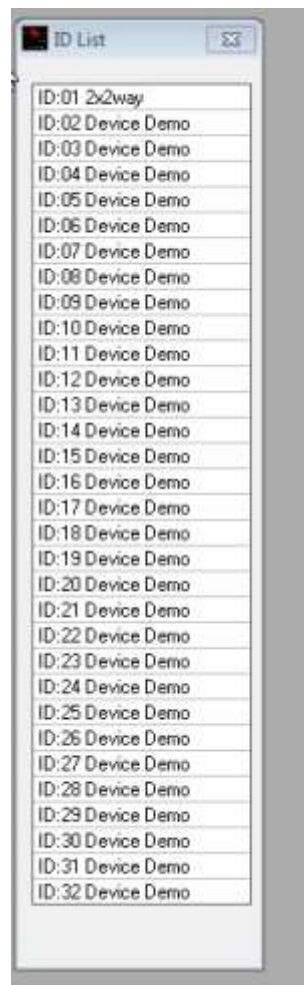 ID List
ID:01 2x2way
ID:02 Device Demo
ID:03 Device Demo
ID:04 Device Demo
ID:05 Device Demo
ID:06 Device Demo
ID:07 Device Demo
ID:08 Device Demo
ID:09 Device Demo
ID:10 Device Demo
ID:11 Device Demo
ID:12 Device Demo
ID:13 Device Demo
ID:14 Device Demo
ID:15 Device Demo
ID:16 Device Demo
ID:17 Device Demo
ID:18 Device Demo
ID:19 Device Demo
ID:20 Device Demo
ID:21 Device Demo
ID:22 Device Demo
ID:23 Device Demo
ID:24 Device Demo
ID:25 Device Demo
ID:26 Device Demo
ID:27 Device Demo
ID:28 Device Demo
ID:29 Device Demo
ID:30 Device Demo
ID:31 Device Demo
ID:32 Device Demo